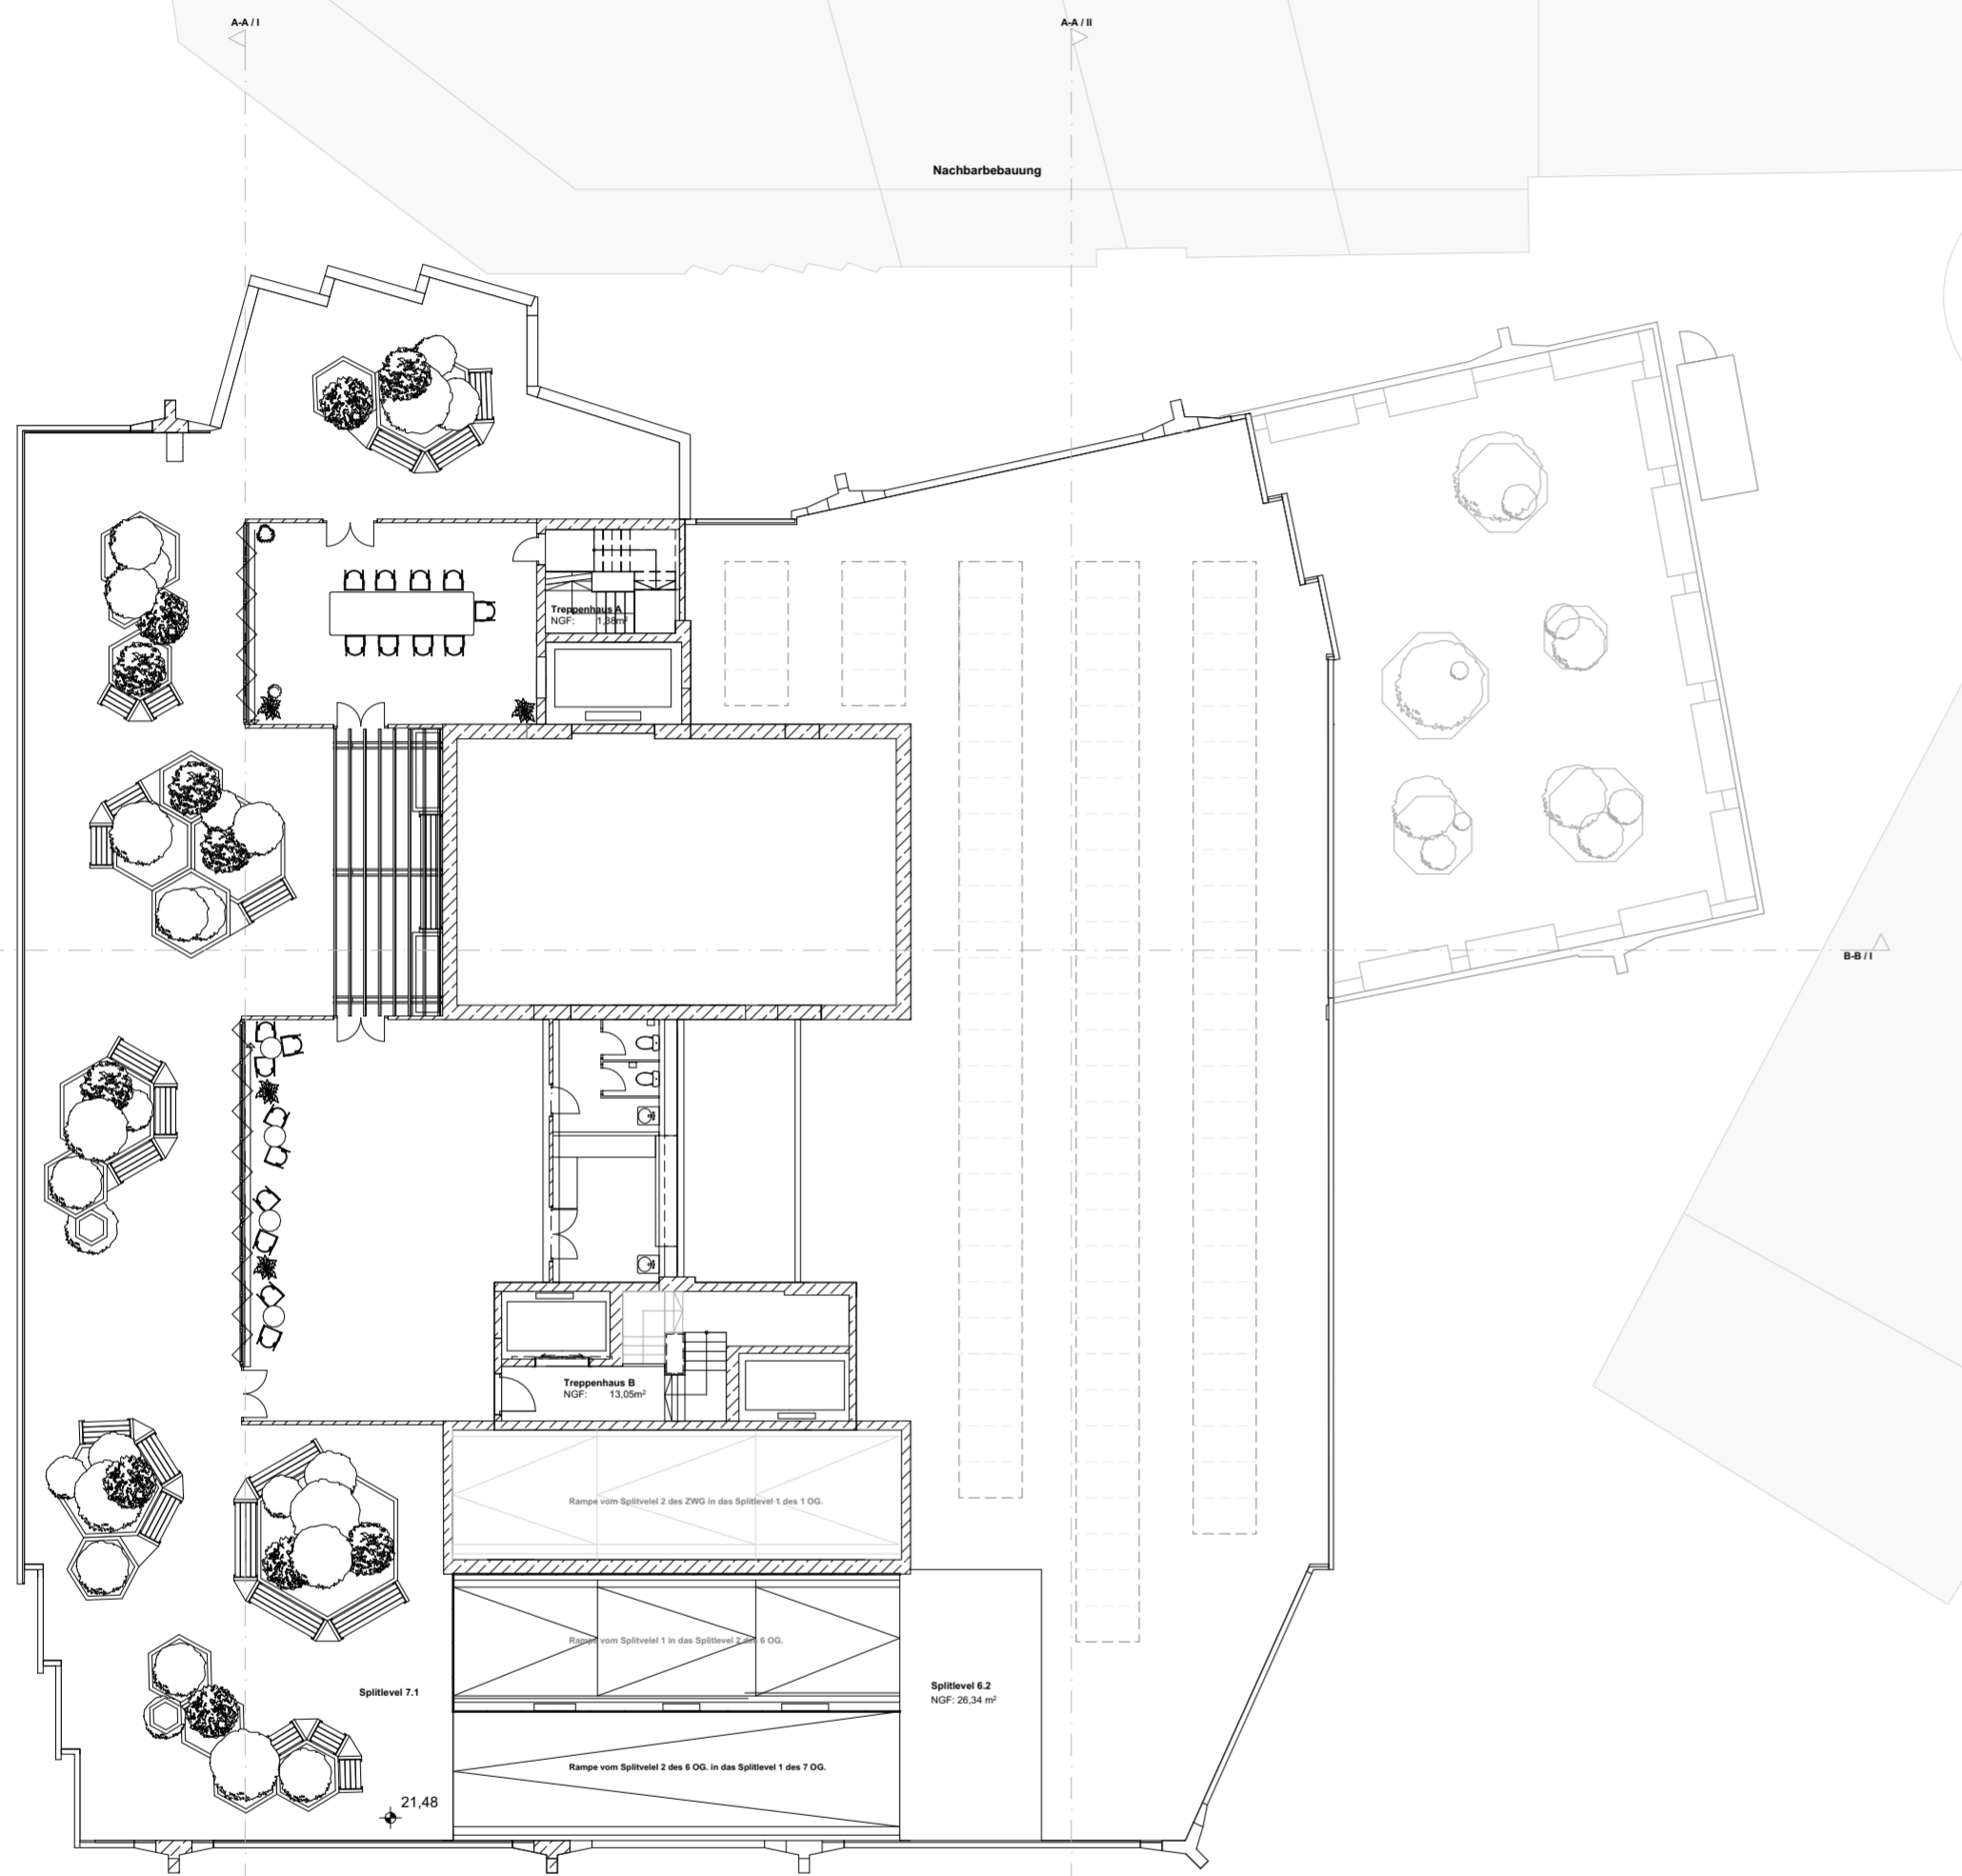 A-A / I
A-A / II
Nachbarbebauung
Treppenhaus A
NGF: 1,38m²
B-B / I
Treppenhaus B
NGF: 13,05m²
Rampe vom Splitvelel 2 des ZWG in das Splitlevel 1 des 1 OG.
Rampe vom Splitvelel 1 in das Splitlevel 2 des 6 OG.
Splitlevel 7.1
Splitlevel 6.2
NGF: 26,34 m²
Rampe vom Splitvelel 2 des 6 OG. in das Splitlevel 1 des 7 OG.
21,48